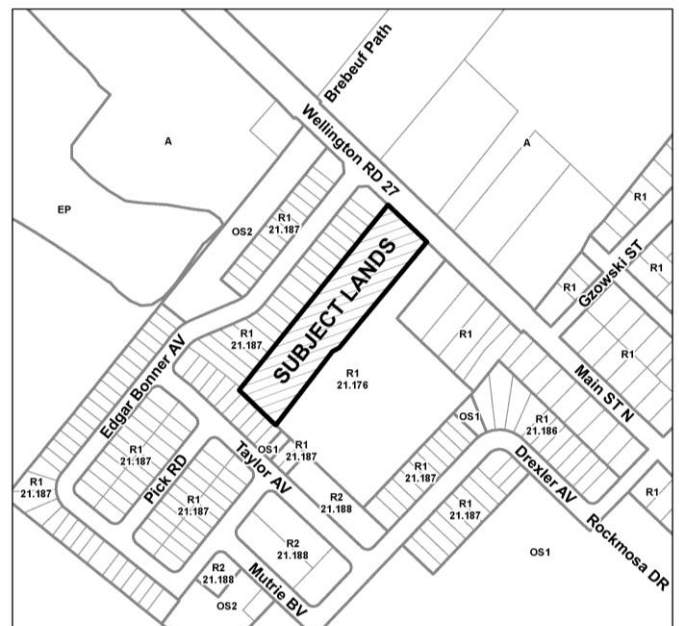 Brebeuf Path
Wellington RD 27
A
A
EP
R1
R1
21.187
OS2
Gzowski ST
R1
R1
SUBJECT LANDS
R1
21.187
R1
R1
Edgar Bonner AV
R1
21.176
Main ST N
OS1
R1
21.186
R1
21.187
Pick RD
OS1
R1
21.187
R1
21.187
Taylor AV
Drexler AV
R1
21.187
R1
R1
21.187
R2
21.188
R1
21.187
Rockmosa DR
R2
21.188
OS1
R2
21.188
Mutrie BV
OS2